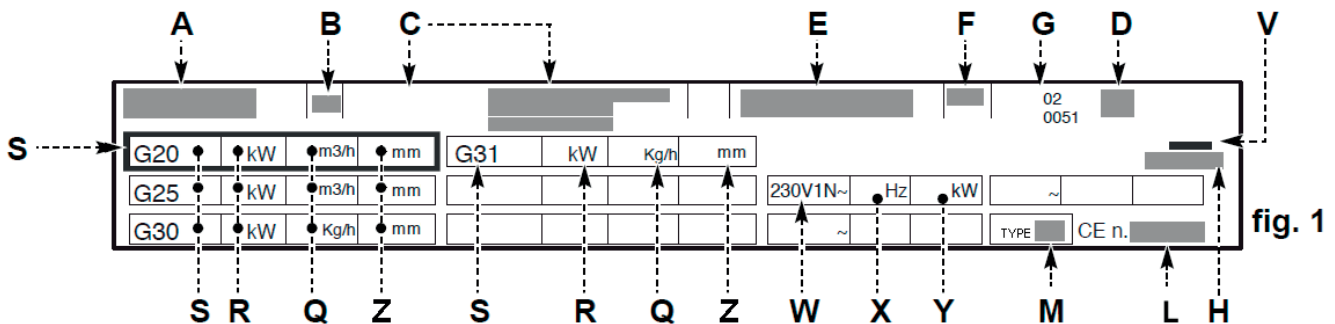 A B C E F G D V
02
0051
S G20 kW m3/h mm G31 kW Kg/h mm
G25 kW m3/h mm 230V1N~ Hz kW ~
G30 kW Kg/h mm ~ TYPE CE n. fig. 1
S R Q Z S R Q Z W X Y M L H